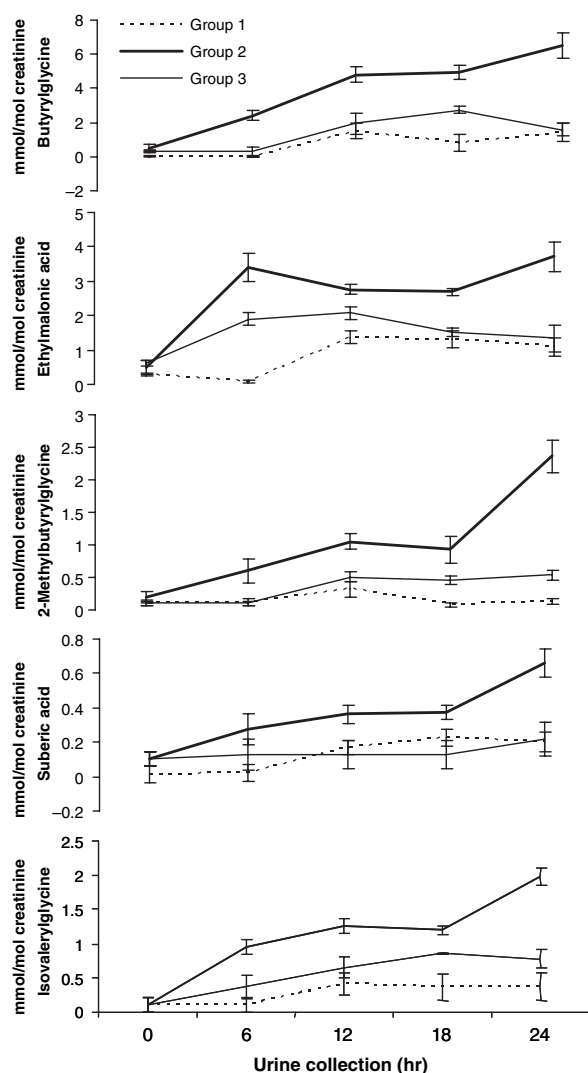 Group 1
Group 2
Group 3
mmol/mol creatinine
Butyrylglycine
8
6
4
2
0
–2
mmol/mol creatinine
Ethylmalonic acid
5
4
3
2
1
0
mmol/mol creatinine
2-Methylbutyrylglycine
3
2.5
2
1.5
1
0.5
0
mmol/mol creatinine
Suberic acid
0.8
0.6
0.4
0.2
0
–0.2
mmol/mol creatinine
Isovalerylglycine
2.5
2
1.5
1
0.5
0
0 6 12 18 24
Urine collection (hr)